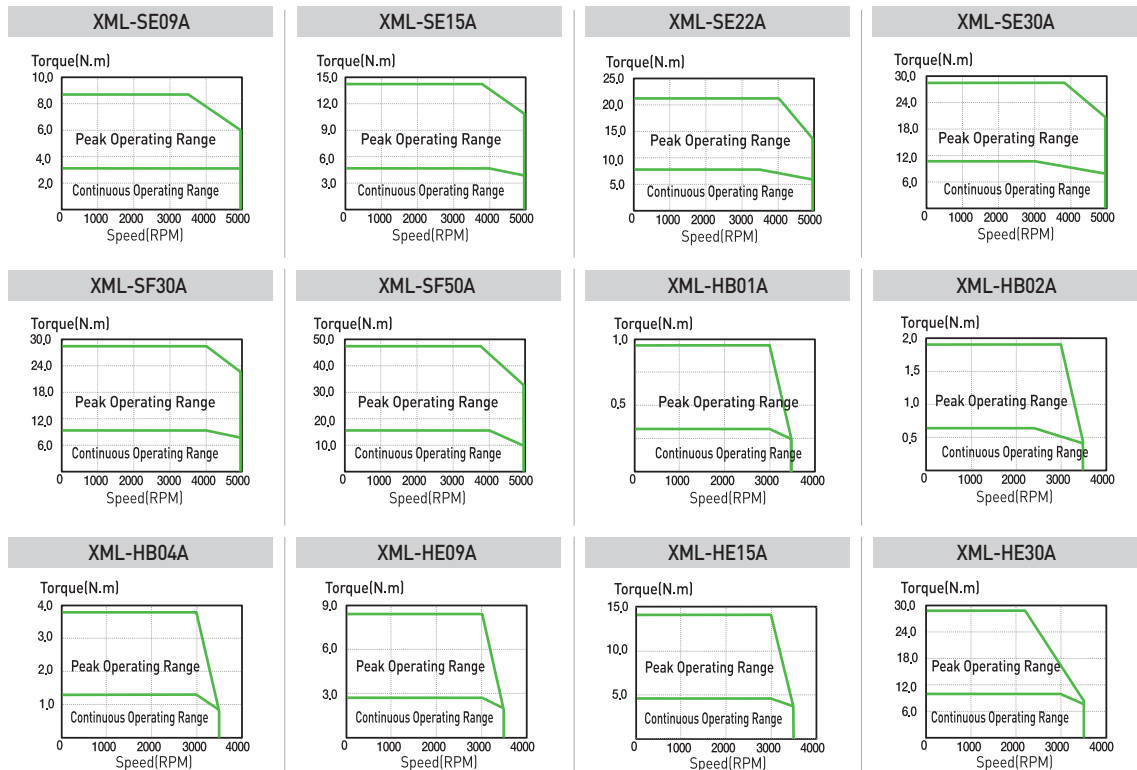 XML-SE09A
Torque(N.m)
10,0
8,0
6,0
4,0
2,0
Peak Operating Range
Continuous Operating Range
0 1000 2000 3000 4000 5000
Speed(RPM)
XML-SE15A
Torque(N.m)
15,0
12,0
9,0
6,0
3,0
Peak Operating Range
Continuous Operating Range
0 1000 2000 3000 4000 5000
Speed(RPM)
XML-SE22A
Torque(N.m)
25,0
20,0
15,0
10,0
5,0
Peak Operating Range
Continuous Operating Range
0 1000 2000 3000 4000 5000
Speed(RPM)
XML-SE30A
Torque(N.m)
30,0
24,0
18,0
12,0
6,0
Peak Operating Range
Continuous Operating Range
0 1000 2000 3000 4000 5000
Speed(RPM)
XML-SF30A
Torque(N.m)
30,0
24,0
18,0
12,0
6,0
Peak Operating Range
Continuous Operating Range
0 1000 2000 3000 4000 5000
Speed(RPM)
XML-SF50A
Torque(N.m)
50,0
40,0
30,0
20,0
10,0
Peak Operating Range
Continuous Operating Range
0 1000 2000 3000 4000 5000
Speed(RPM)
XML-HB01A
Torque(N.m)
1,0
0,5
Peak Operating Range
Continuous Operating Range
0 1000 2000 3000 4000
Speed(RPM)
XML-HB02A
Torque(N.m)
2,0
1,5
1,0
0,5
Peak Operating Range
Continuous Operating Range
0 1000 2000 3000 4000
Speed(RPM)
XML-HB04A
Torque(N.m)
4,0
3,0
2,0
1,0
Peak Operating Range
Continuous Operating Range
0 1000 2000 3000 4000
Speed(RPM)
XML-HE09A
Torque(N.m)
9,0
6,0
3,0
Peak Operating Range
Continuous Operating Range
0 1000 2000 3000 4000
Speed(RPM)
XML-HE15A
Torque(N.m)
15,0
10,0
5,0
Peak Operating Range
Continuous Operating Range
0 1000 2000 3000 4000
Speed(RPM)
XML-HE30A
Torque(N.m)
30,0
24,0
18,0
12,0
6,0
Peak Operating Range
Continuous Operating Range
0 1000 2000 3000 4000
Speed(RPM)